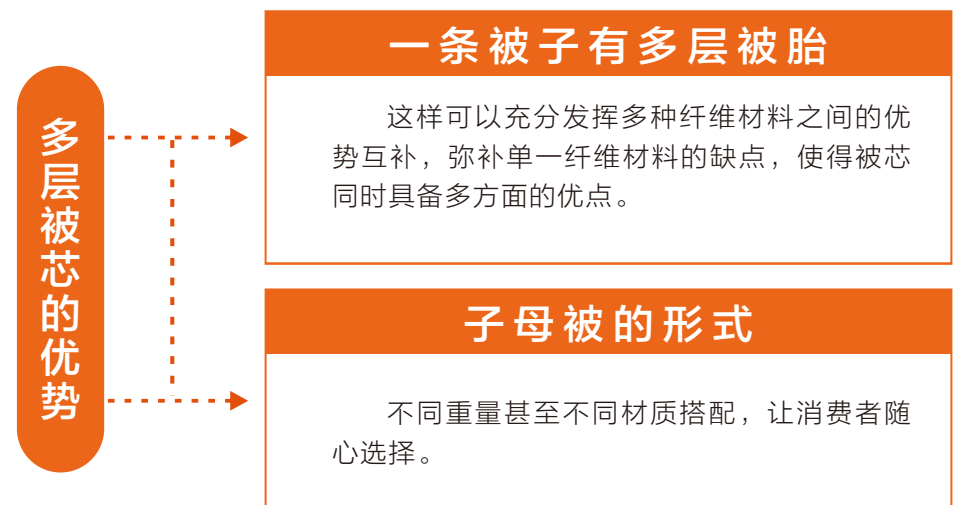 多层被芯的优势
一条被子有多层被胎
这样可以充分发挥多种纤维材料之间的优
势互补，弥补单一纤维材料的缺点，使得被芯
同时具备多方面的优点。
子母被的形式
不同重量甚至不同材质搭配，让消费者随
心选择。